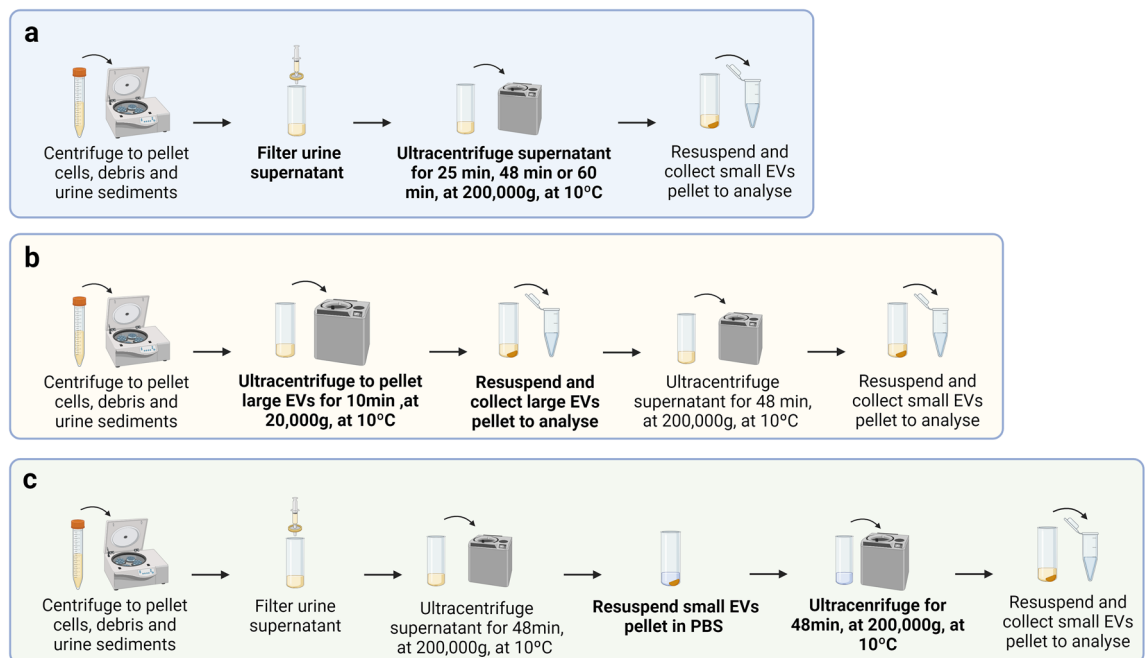 a
Centrifuge to pellet
cells, debris and
urine sediments
Filter urine
supernatant
Ultracentrifuge supernatant
for 25 min, 48 min or 60
min, at 200,000g, at 10ºC
Resuspend and
collect small EVs
pellet to analyse
b
Centrifuge to pellet
cells, debris and
urine sediments
Ultracentrifuge to pellet
large EVs for 10min ,at
20,000g, at 10ºC
Resuspend and
collect large EVs
pellet to analyse
Ultracentrifuge
supernatant for 48 min,
at 200,000g, at 10ºC
Resuspend and
collect small EVs
pellet to analyse
c
Centrifuge to pellet
cells, debris and
urine sediments
Filter urine
supernatant
Ultracentrifuge
supernatant for 48min,
at 200,000g, at 10ºC
Resuspend small EVs
pellet in PBS
Ultracenrifuge for
48min, at 200,000g, at
10ºC
Resuspend and
collect small EVs
pellet to analyse